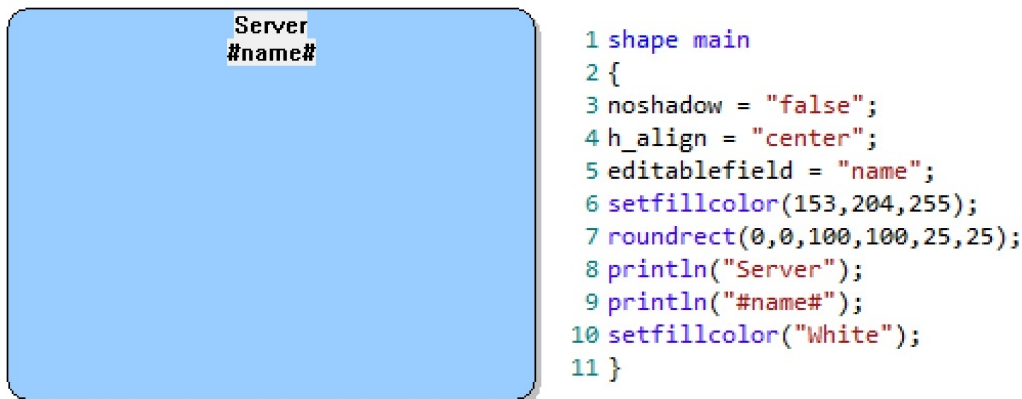 Server
#name#
1 shape main
2 {
3 noshadow = "false";
4 h_align = "center";
5 editablefield = "name";
6 setfillcolor(153,204,255);
7 roundrect(0,0,100,100,25,25);
8 println("Server");
9 println("#name#");
10 setfillcolor("White");
11 }